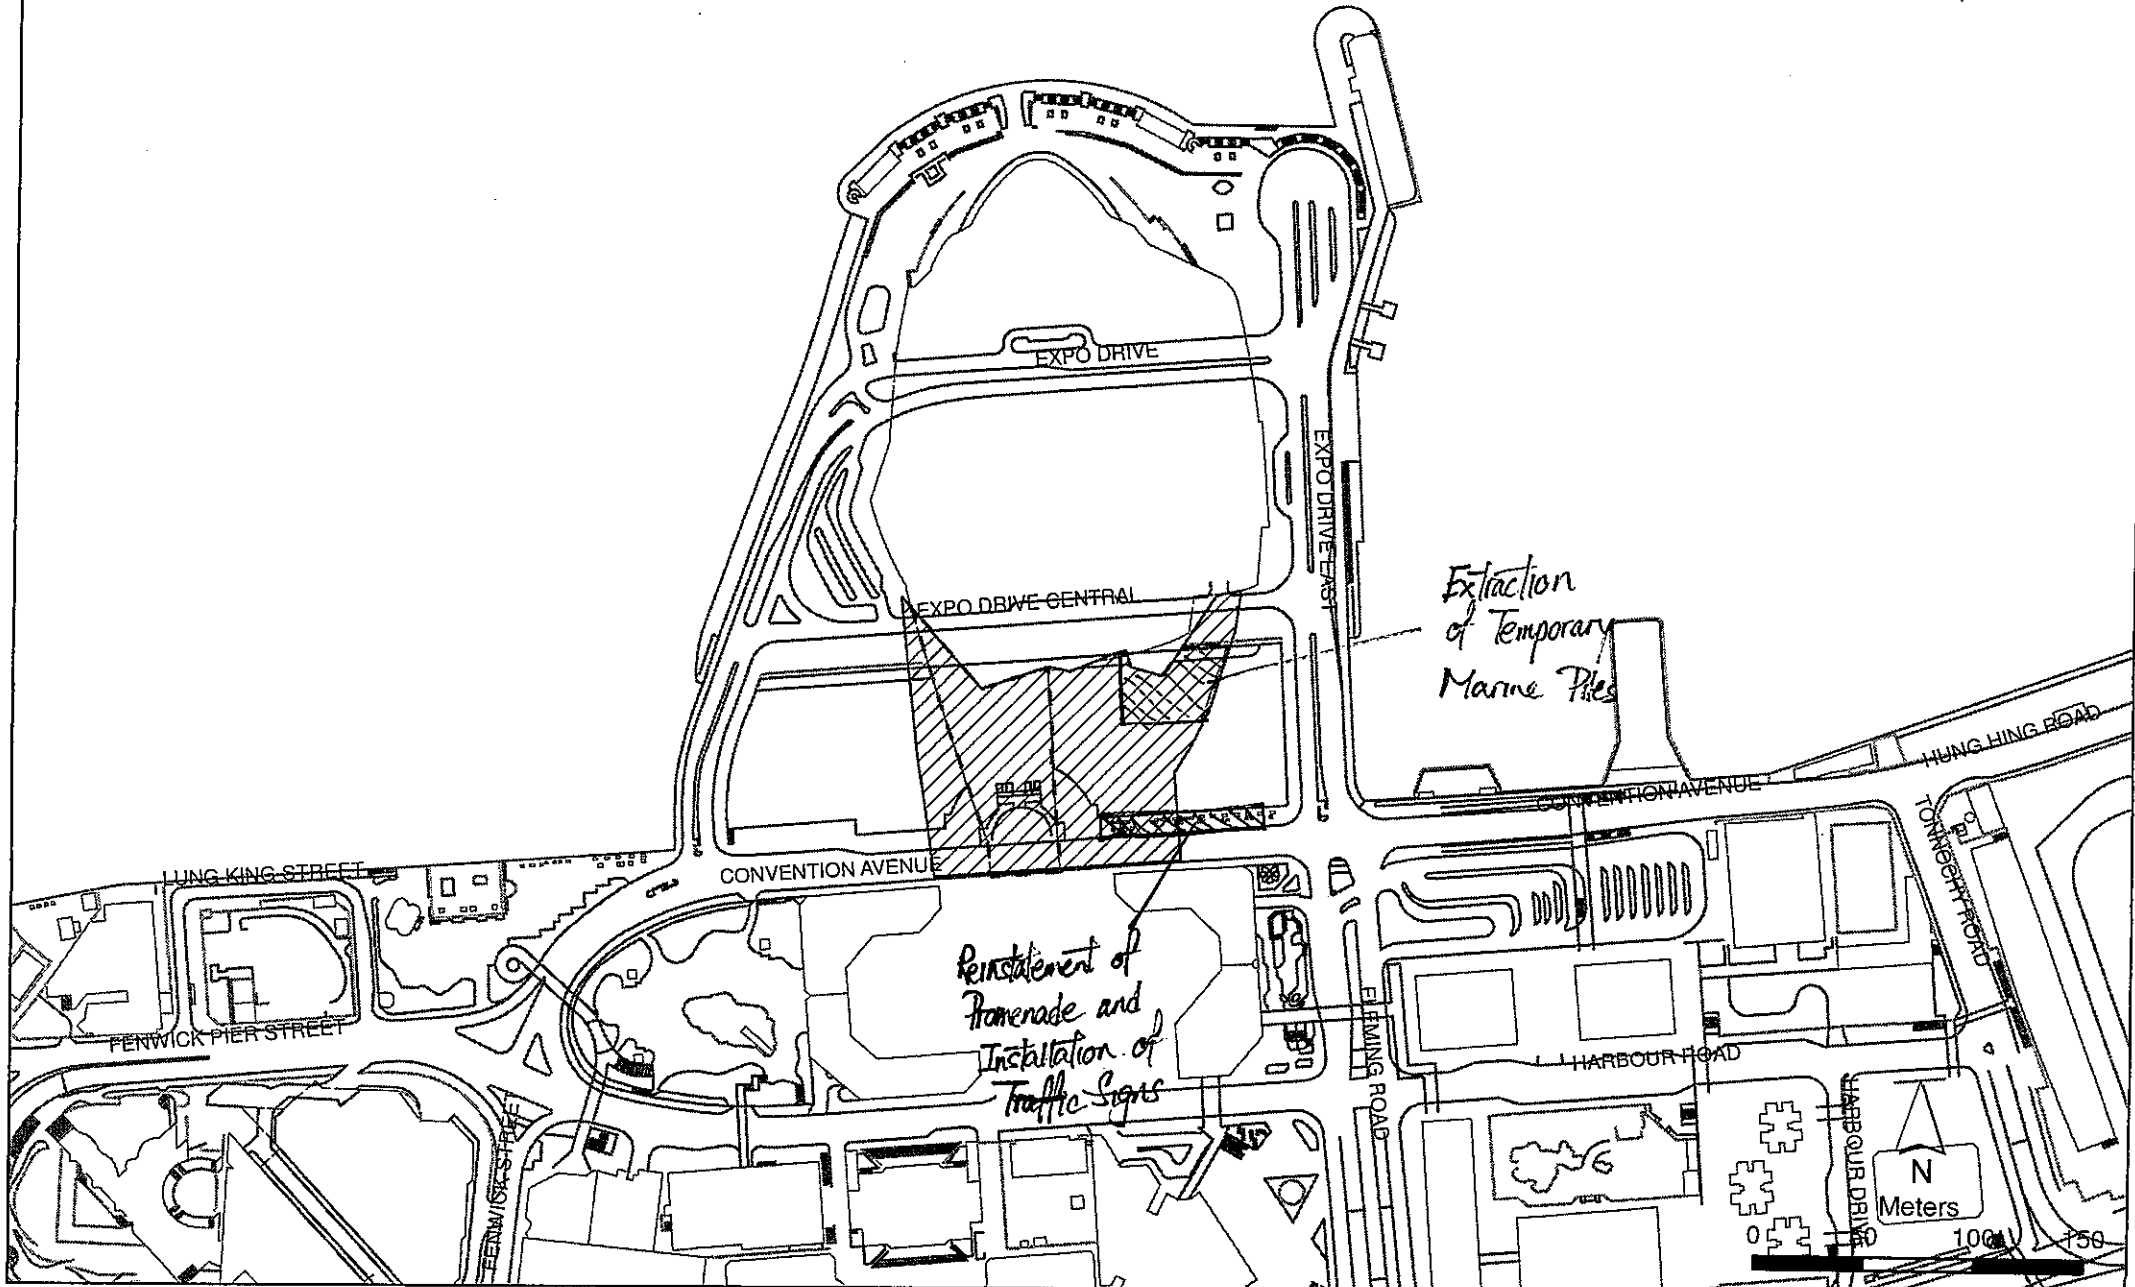 EXPO DRIVE
EXPO DRIVE EAST
EXPO DRIVE CENTRAL
Extraction
of Temporary
Marine Piles
HUNG HING ROAD
CONVENTION AVENUE
TONNOCHY ROAD
LUNG KING STREET
CONVENTION AVENUE
Reinstatement of
Promenade and
Installation of
Traffic Signs
FENWICK PIER STREET
FLEMING ROAD
HARBOUR ROAD
FENWICK STREET
HARBOUR DRIVE
N
Meters
0 50 100 150